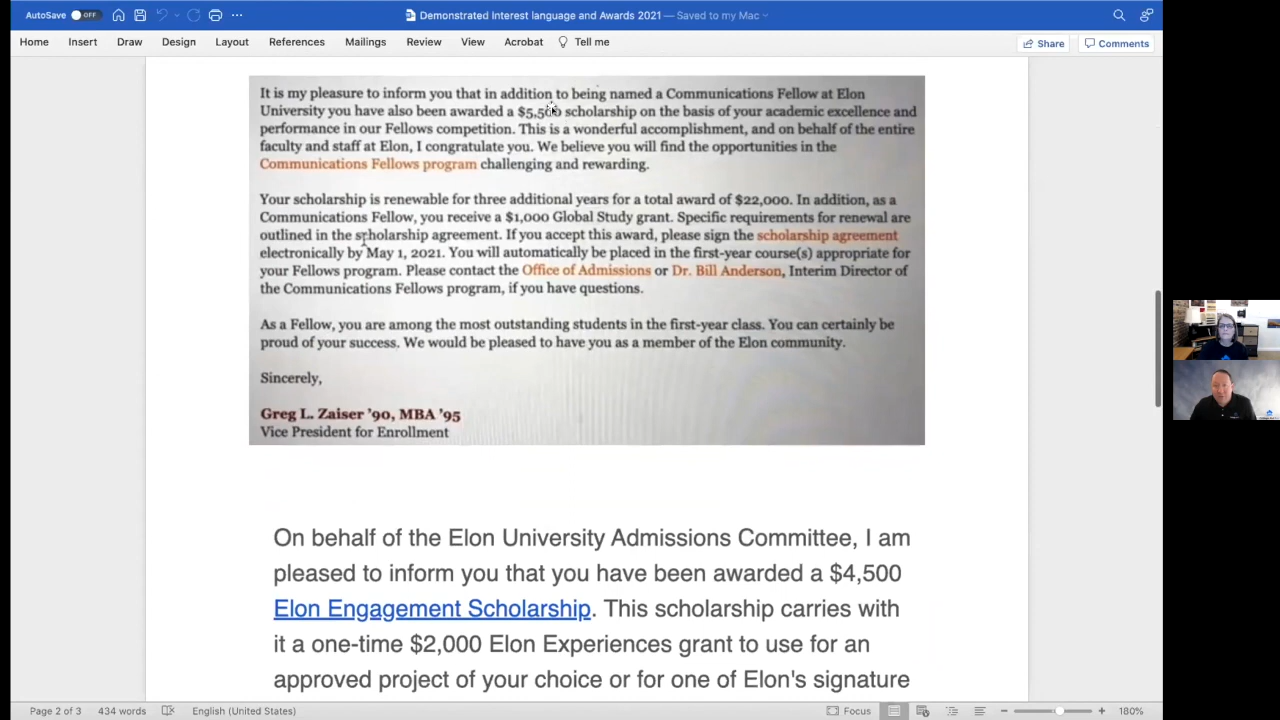 AutoSave OFF
Demonstrated Interest language and Awards 2021 — Saved to my Mac
Home Insert Draw Design Layout References Mailings Review View Acrobat Tell me
Share Comments
It is my pleasure to inform you that in addition to being named a Communications Fellow at Elon
University you have also been awarded a $5,500 scholarship on the basis of your academic excellence and
performance in our Fellows competition. This is a wonderful accomplishment, and on behalf of the entire
faculty and staff at Elon, I congratulate you. We believe you will find the opportunities in the
Communications Fellows program challenging and rewarding.
Your scholarship is renewable for three additional years for a total award of $22,000. In addition, as a
Communications Fellow, you receive a $1,000 Global Study grant. Specific requirements for renewal are
outlined in the scholarship agreement. If you accept this award, please sign the scholarship agreement
electronically by May 1, 2021. You will automatically be placed in the first-year course(s) appropriate for
your Fellows program. Please contact the Office of Admissions or Dr. Bill Anderson, Interim Director of
the Communications Fellows program, if you have questions.
As a Fellow, you are among the most outstanding students in the first-year class. You can certainly be
proud of your success. We would be pleased to have you as a member of the Elon community.
Sincerely,
Greg L. Zaiser '90, MBA '95
Vice President for Enrollment
On behalf of the Elon University Admissions Committee, I am
pleased to inform you that you have been awarded a $4,500
Elon Engagement Scholarship. This scholarship carries with
it a one-time $2,000 Elon Experiences grant to use for an
approved project of your choice or for one of Elon's signature
Page 2 of 3 434 words English (United States) Focus 180%